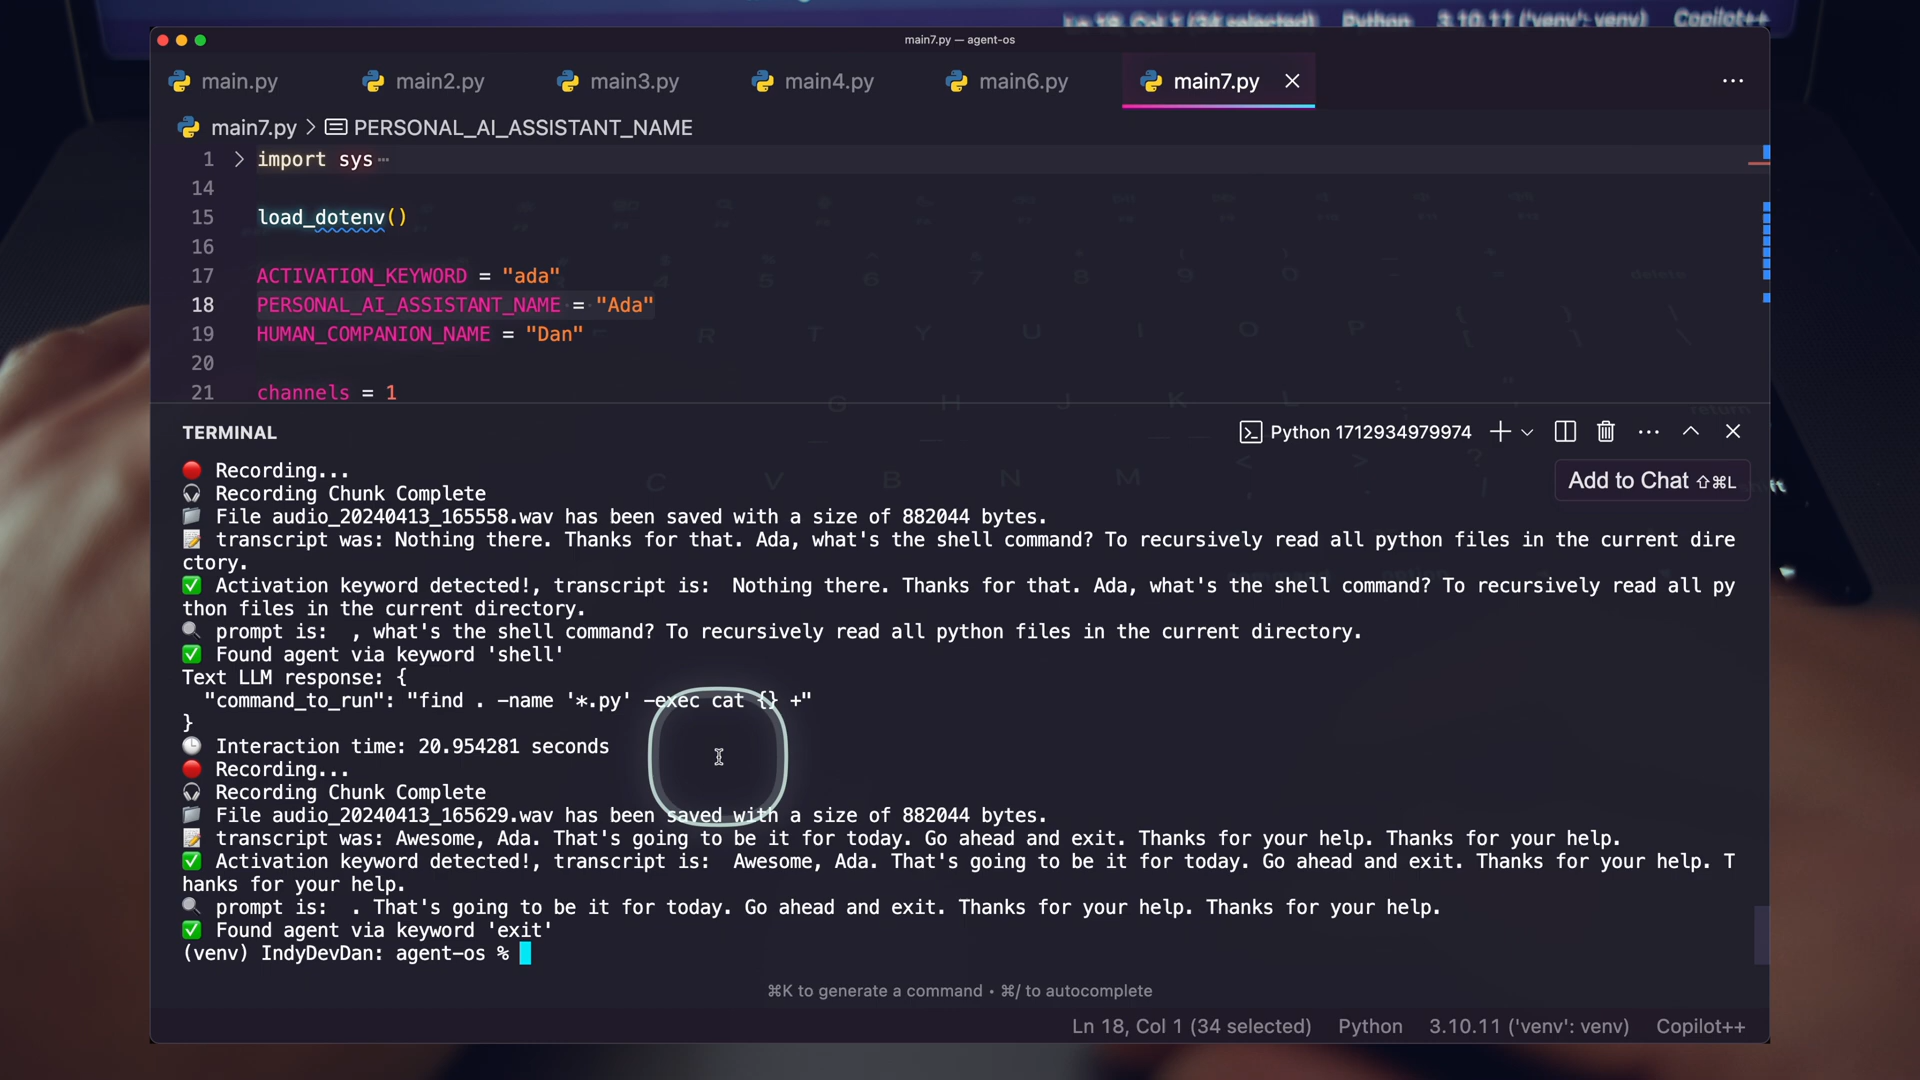 Ln 18, Col 1 (34 selected) Python 3.10.11 ('venv': venv) Copilot++
main7.py — agent-os
main.py main2.py main3.py main4.py main6.py main7.py
main7.py > PERSONAL_AI_ASSISTANT_NAME
1 > import sys⋯
14
15 load_dotenv()
16
17 ACTIVATION_KEYWORD = "ada"
18 PERSONAL_AI_ASSISTANT_NAME = "Ada"
19 HUMAN_COMPANION_NAME = "Dan"
20
21 channels = 1
TERMINAL
Python 1712934979974
Add to Chat ⇧⌘L
🔴 Recording...
🎧 Recording Chunk Complete
📁 File audio_20240413_165558.wav has been saved with a size of 882044 bytes.
📝 transcript was: Nothing there. Thanks for that. Ada, what's the shell command? To recursively read all python files in the current dire
ctory.
✅ Activation keyword detected!, transcript is:  Nothing there. Thanks for that. Ada, what's the shell command? To recursively read all py
thon files in the current directory.
🔍 prompt is:  , what's the shell command? To recursively read all python files in the current directory.
✅ Found agent via keyword 'shell'
Text LLM response: {
  "command_to_run": "find . -name '*.py' -exec cat {} +"
}
🕒 Interaction time: 20.954281 seconds
🔴 Recording...
🎧 Recording Chunk Complete
📁 File audio_20240413_165629.wav has been saved with a size of 882044 bytes.
📝 transcript was: Awesome, Ada. That's going to be it for today. Go ahead and exit. Thanks for your help. Thanks for your help.
✅ Activation keyword detected!, transcript is:  Awesome, Ada. That's going to be it for today. Go ahead and exit. Thanks for your help. T
hanks for your help.
🔍 prompt is:  . That's going to be it for today. Go ahead and exit. Thanks for your help. Thanks for your help.
✅ Found agent via keyword 'exit'
(venv) IndyDevDan: agent-os %
⌘K to generate a command • ⌘/ to autocomplete
Ln 18, Col 1 (34 selected) Python 3.10.11 ('venv': venv) Copilot++